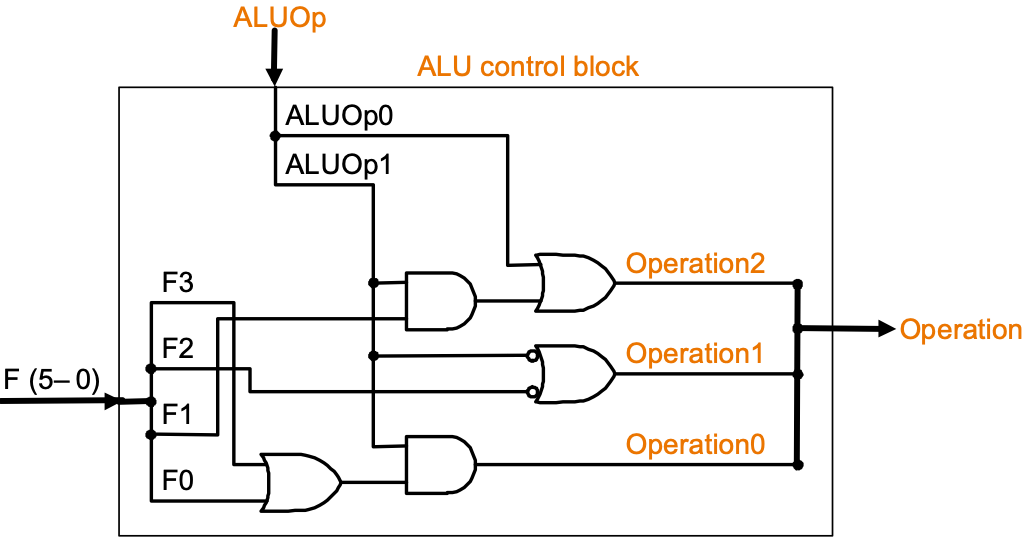 ALUOp
ALU control block
ALUOp0
ALUOp1
Operation2
F3
Operation
F2
Operation1
F (5– 0)
F1
Operation0
F0